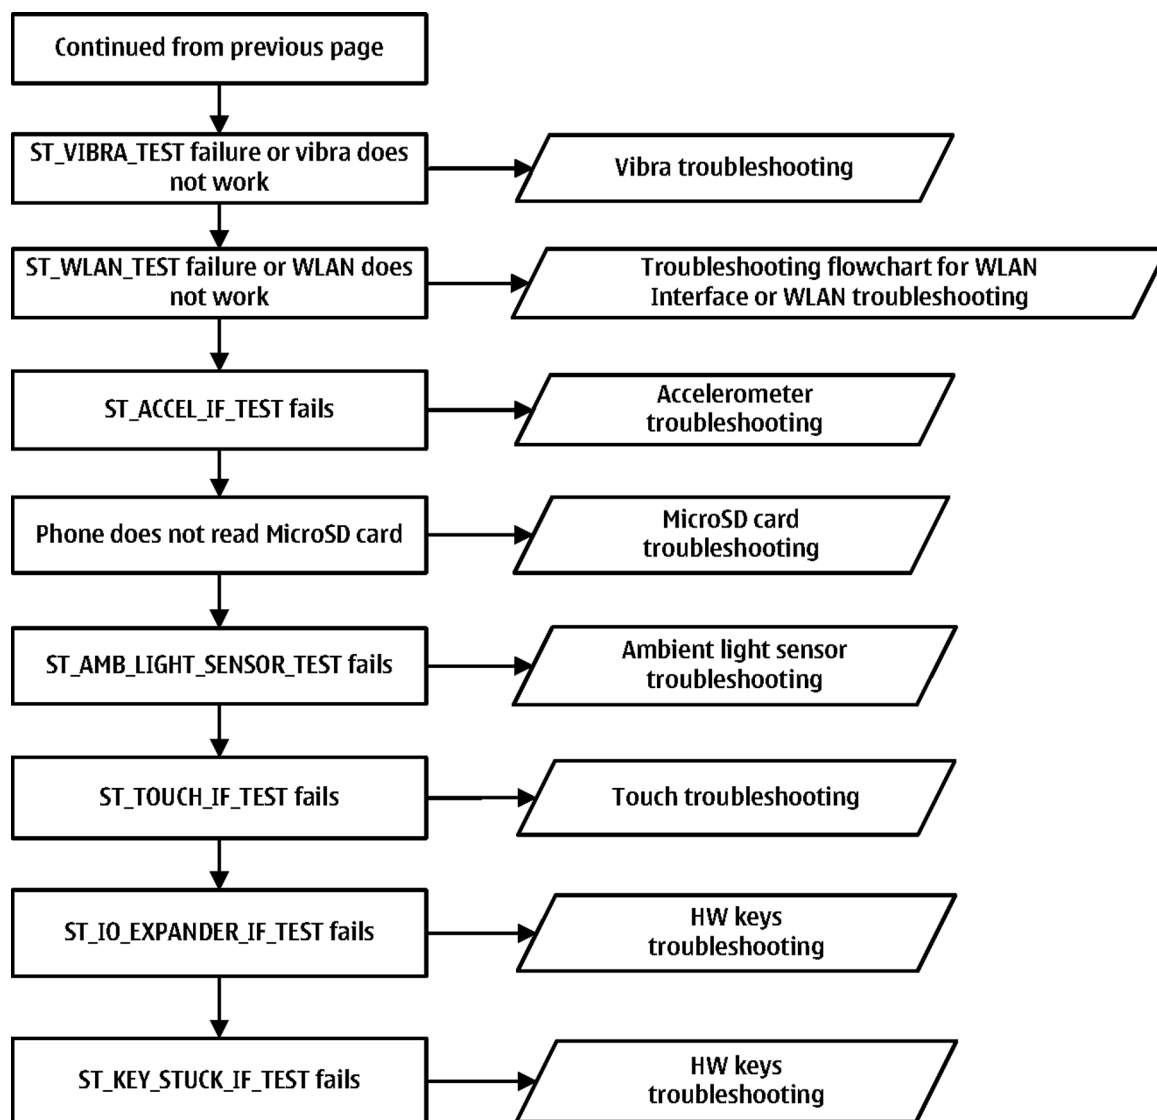 Continued from previous page
ST_VIBRA_TEST failure or vibra does
not work
Vibra troubleshooting
ST_WLAN_TEST failure or WLAN does
not work
Troubleshooting flowchart for WLAN
Interface or WLAN troubleshooting
ST_ACCEL_IF_TEST fails
Accelerometer
troubleshooting
Phone does not read MicroSD card
MicroSD card
troubleshooting
ST_AMB_LIGHT_SENSOR_TEST fails
Ambient light sensor
troubleshooting
ST_TOUCH_IF_TEST fails
Touch troubleshooting
ST_IO_EXPANDER_IF_TEST fails
HW keys
troubleshooting
ST_KEY_STUCK_IF_TEST fails
HW keys
troubleshooting